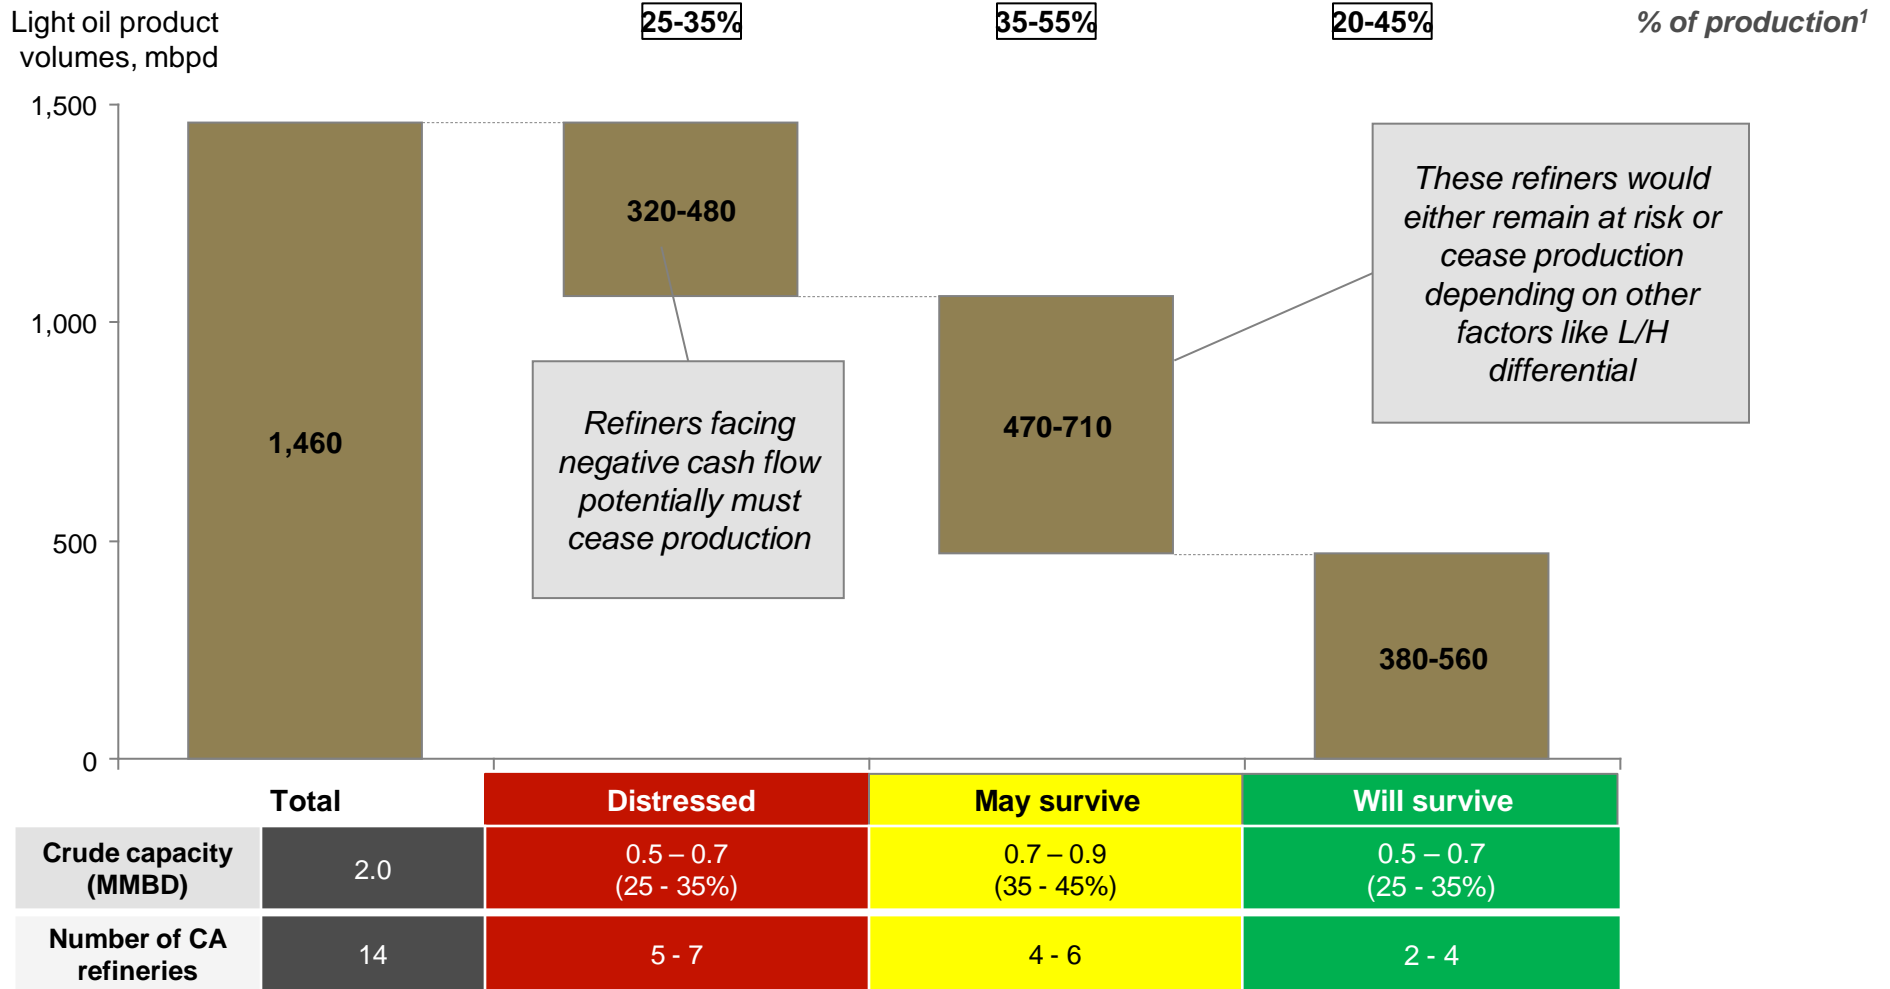 Light oil product
volumes, mbpd
25-35%
35-55%
20-45%
% of production¹
1,500
1,000
500
0
1,460
320-480
470-710
380-560
Refiners facing
negative cash flow
potentially must
cease production
These refiners would
either remain at risk or
cease production
depending on other
factors like L/H
differential
Total
Distressed
May survive
Will survive
Crude capacity
(MMBD)
2.0
0.5 – 0.7
(25 - 35%)
0.7 – 0.9
(35 - 45%)
0.5 – 0.7
(25 - 35%)
Number of CA
refineries
14
5 - 7
4 - 6
2 - 4